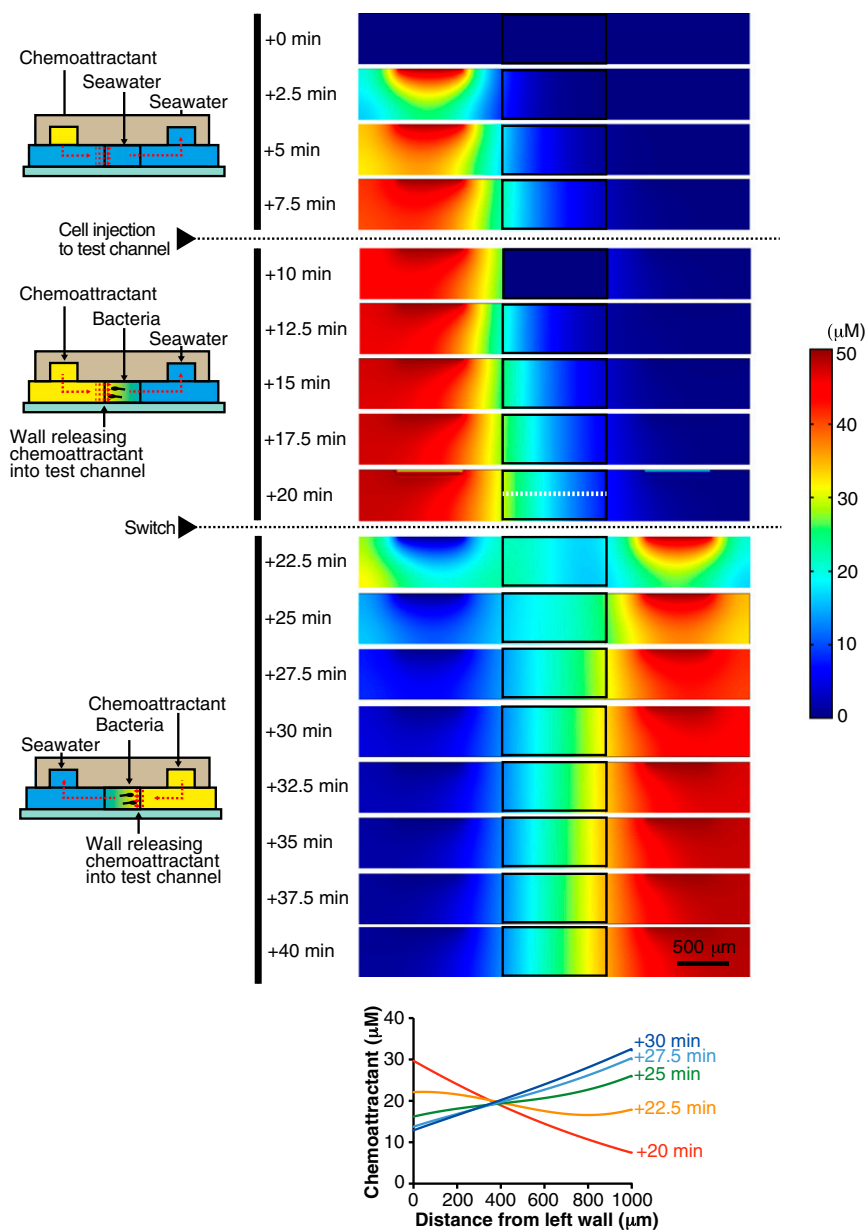 Chemoattractant
Seawater
Seawater
+0 min
+2.5 min
+5 min
+7.5 min
Cell injection
to test channel
Chemoattractant
Bacteria
Seawater
Wall releasing
chemoattractant
into test channel
+10 min
+12.5 min
+15 min
+17.5 min
+20 min
(μM)
50
40
30
20
10
0
Switch
+22.5 min
+25 min
+27.5 min
+30 min
+32.5 min
+35 min
+37.5 min
+40 min
Chemoattractant
Bacteria
Seawater
Wall releasing
chemoattractant
into test channel
500 μm
Chemoattractant (μM)
40
30
20
10
0
+30 min
+27.5 min
+25 min
+22.5 min
+20 min
0 200 400 600 800 1000
Distance from left wall (μm)